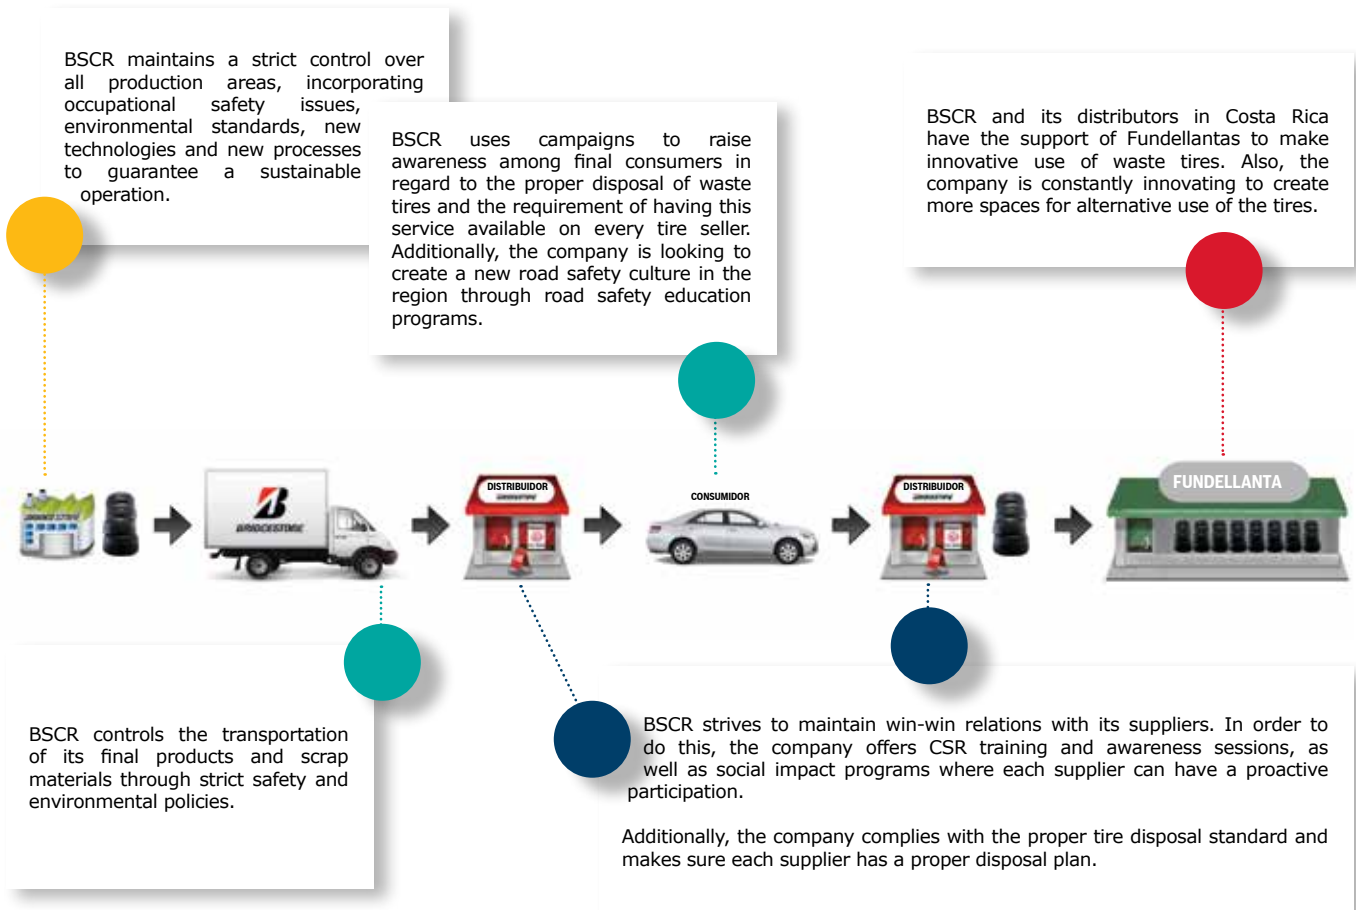 BSCR maintains a strict control over
all production areas, incorporating
occupational safety issues,
environmental standards, new
technologies and new processes
to guarantee a sustainable
operation.
BSCR uses campaigns to raise
awareness among final consumers in
regard to the proper disposal of waste
tires and the requirement of having this
service available on every tire seller.
Additionally, the company is looking to
create a new road safety culture in the
region through road safety education
programs.
BSCR and its distributors in Costa Rica
have the support of Fundellantas to make
innovative use of waste tires. Also, the
company is constantly innovating to create
more spaces for alternative use of the tires.
BRIDGESTONE
BRIDGESTONE
DISTRIBUIDOR
BRIDGESTONE
CONSUMIDOR
DISTRIBUIDOR
BRIDGESTONE
FUNDELLANTA
BSCR controls the transportation
of its final products and scrap
materials through strict safety and
environmental policies.
BSCR strives to maintain win-win relations with its suppliers. In order to
do this, the company offers CSR training and awareness sessions, as
well as social impact programs where each supplier can have a proactive
participation.
Additionally, the company complies with the proper tire disposal standard and
makes sure each supplier has a proper disposal plan.